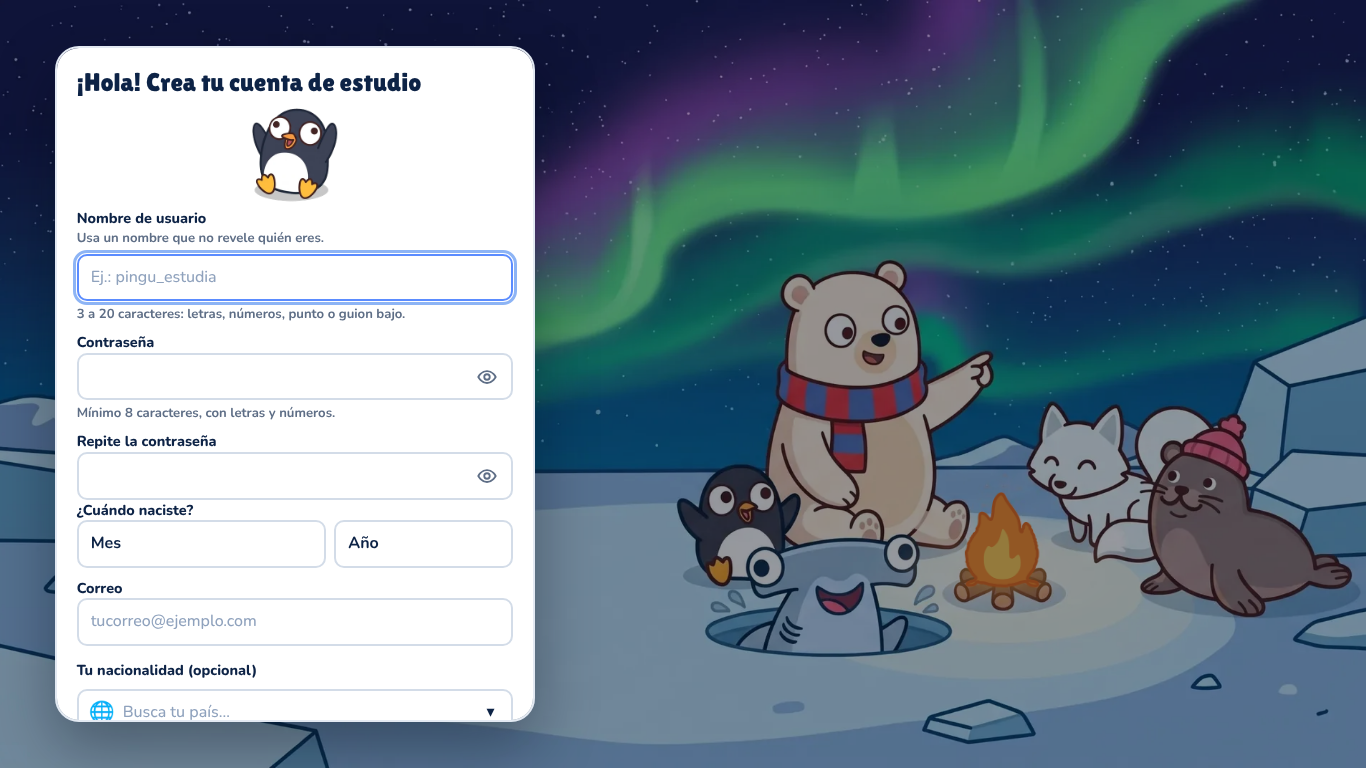 ¡Hola! Crea tu cuenta de estudio
Nombre de usuario
Usa un nombre que no revele quién eres.
Ej.: pingu_estudia
3 a 20 caracteres: letras, números, punto o guion bajo.
Contraseña
Mínimo 8 caracteres, con letras y números.
Repite la contraseña
¿Cuándo naciste?
Mes Año
Correo
tucorreo@ejemplo.com
Tu nacionalidad (opcional)
Busca tu país...